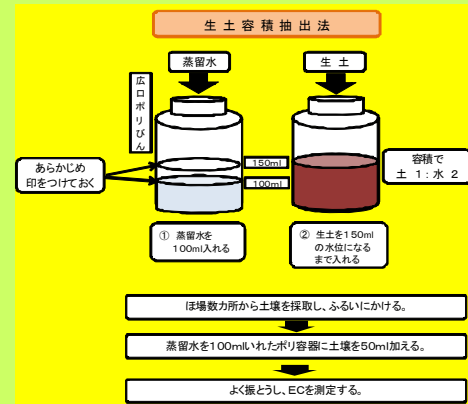 生土容積抽出法
蒸留水
生土
広口ポリびん
あらかじめ
印をつけておく
150ml
100ml
容積で
土 1:水 2
① 蒸留水を
100ml入れる
② 生土を150ml
の水位になる
まで入れる
ほ場数カ所から土壌を採取し、ふるいにかける。
蒸留水を100mlいれたポリ容器に土壌を50ml加える。
よく振とうし、ECを測定する。